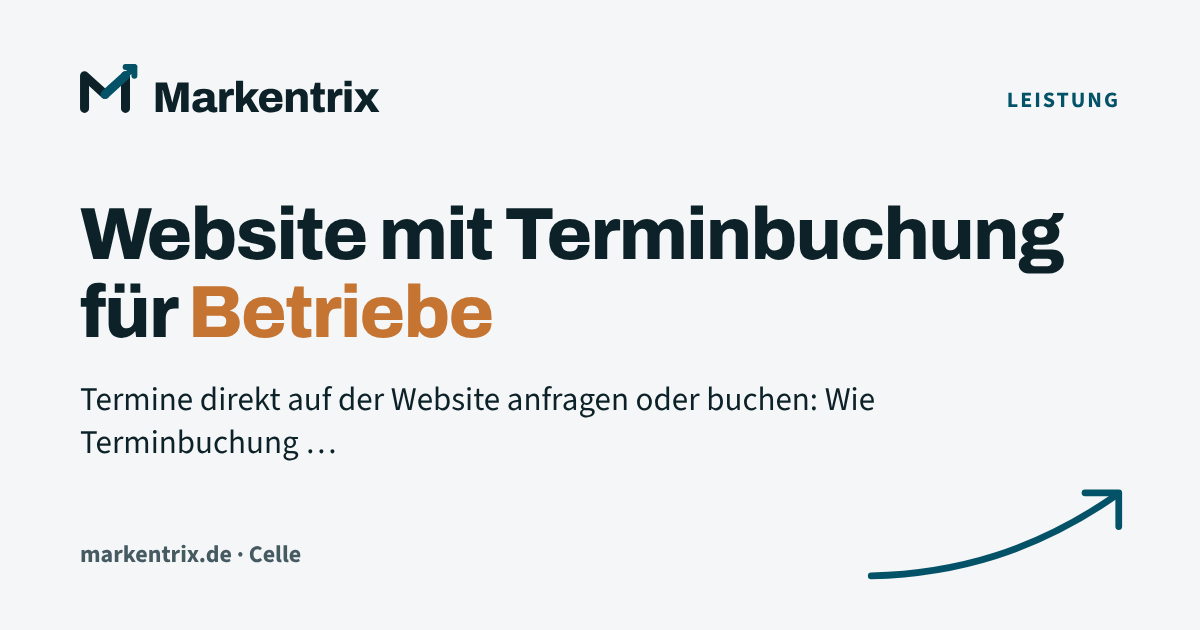 Markentrix
LEISTUNG
Website mit Terminbuchung
für Betriebe
Termine direkt auf der Website anfragen oder buchen: Wie
Terminbuchung …
markentrix.de · Celle